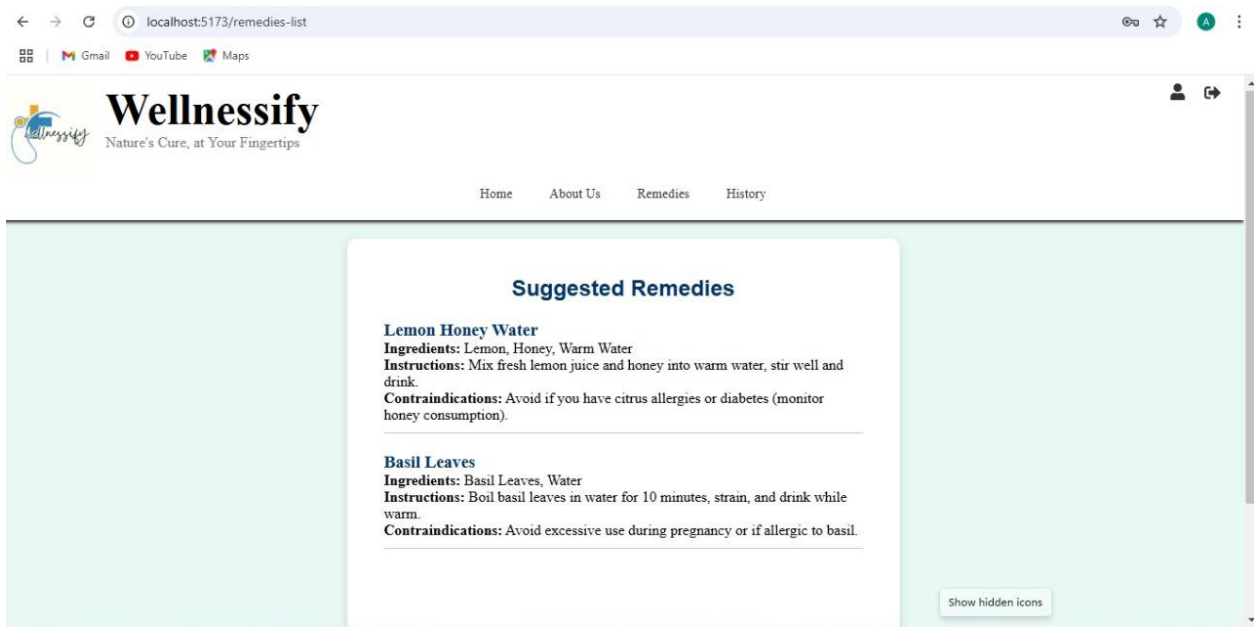 localhost:5173/remedies-list
A
Gmail YouTube Maps
Wellnessify
Wellnessify
Nature's Cure, at Your Fingertips
Home About Us Remedies History
Suggested Remedies
Lemon Honey Water
Ingredients: Lemon, Honey, Warm Water
Instructions: Mix fresh lemon juice and honey into warm water, stir well and
drink.
Contraindications: Avoid if you have citrus allergies or diabetes (monitor
honey consumption).
Basil Leaves
Ingredients: Basil Leaves, Water
Instructions: Boil basil leaves in water for 10 minutes, strain, and drink while
warm.
Contraindications: Avoid excessive use during pregnancy or if allergic to basil.
Show hidden icons